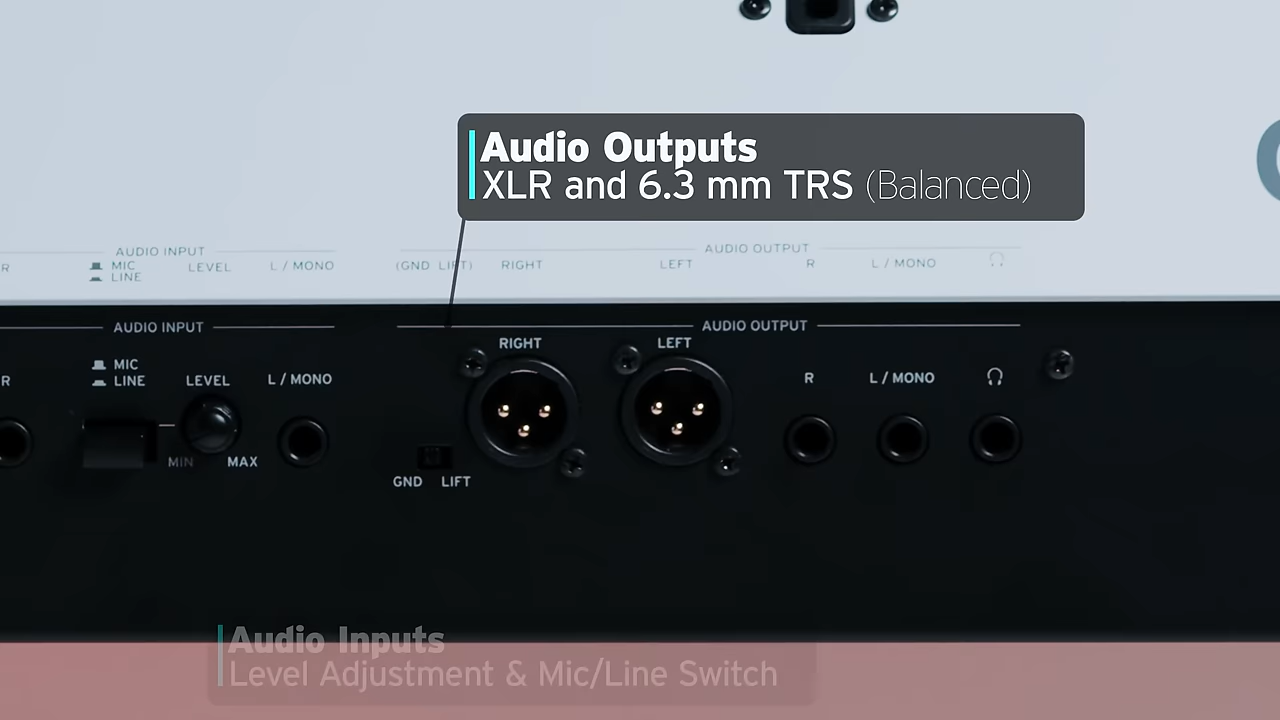 Audio Outputs
XLR and 6.3 mm TRS (Balanced)
AUDIO INPUT
AUDIO OUTPUT
R
MIC
LINE
LEVEL
L / MONO
(GND LIFT)
RIGHT
LEFT
R
L / MONO
AUDIO INPUT
AUDIO OUTPUT
RIGHT
LEFT
R
MIC
LINE
LEVEL
L / MONO
R
L / MONO
MIN
MAX
GND LIFT
Audio Inputs
Level Adjustment & Mic/Line Switch